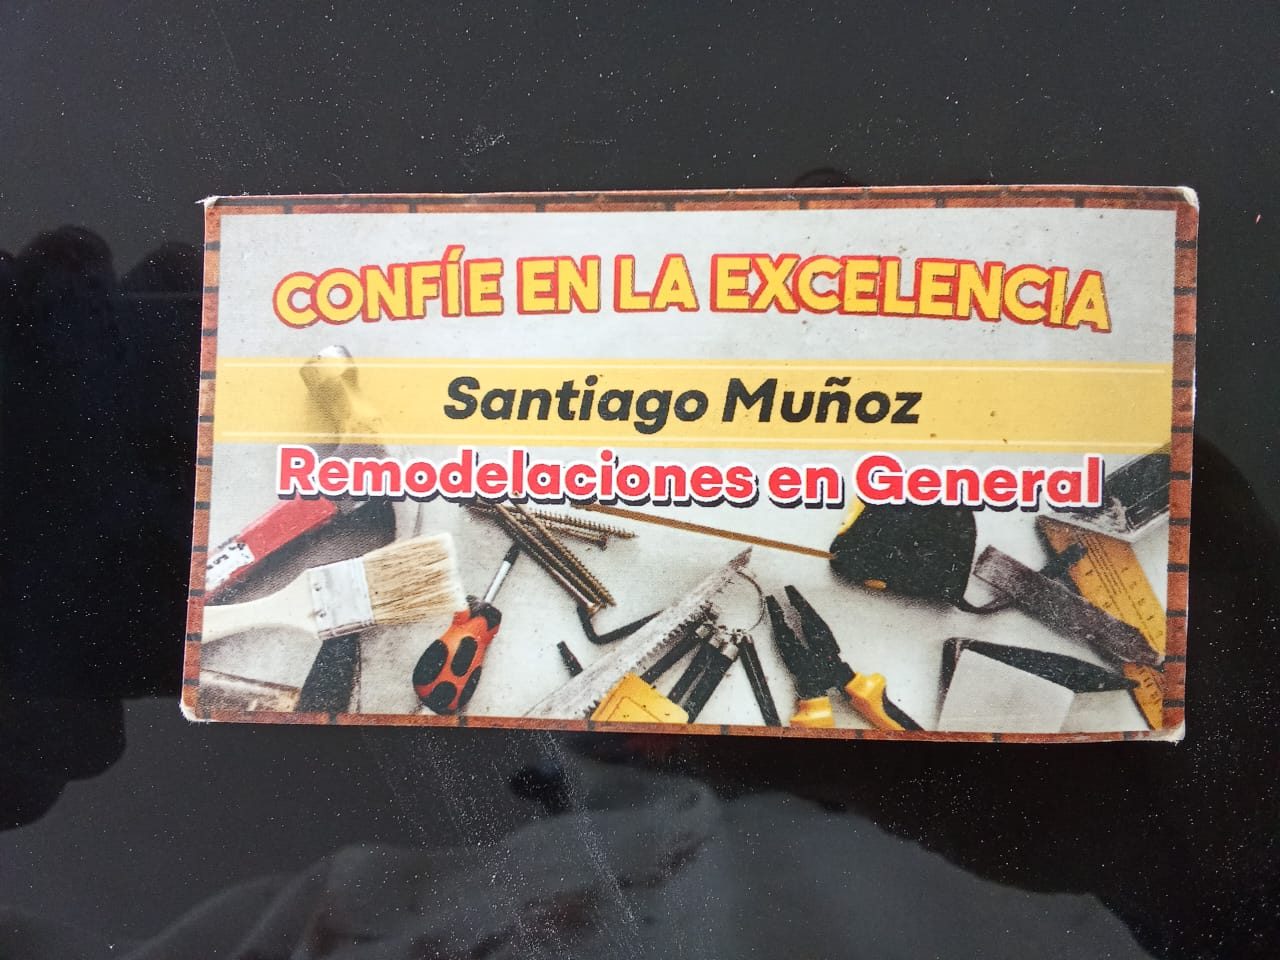 CONFÍE EN LA EXCELENCIA
Santiago Muñoz
Remodelaciones en General